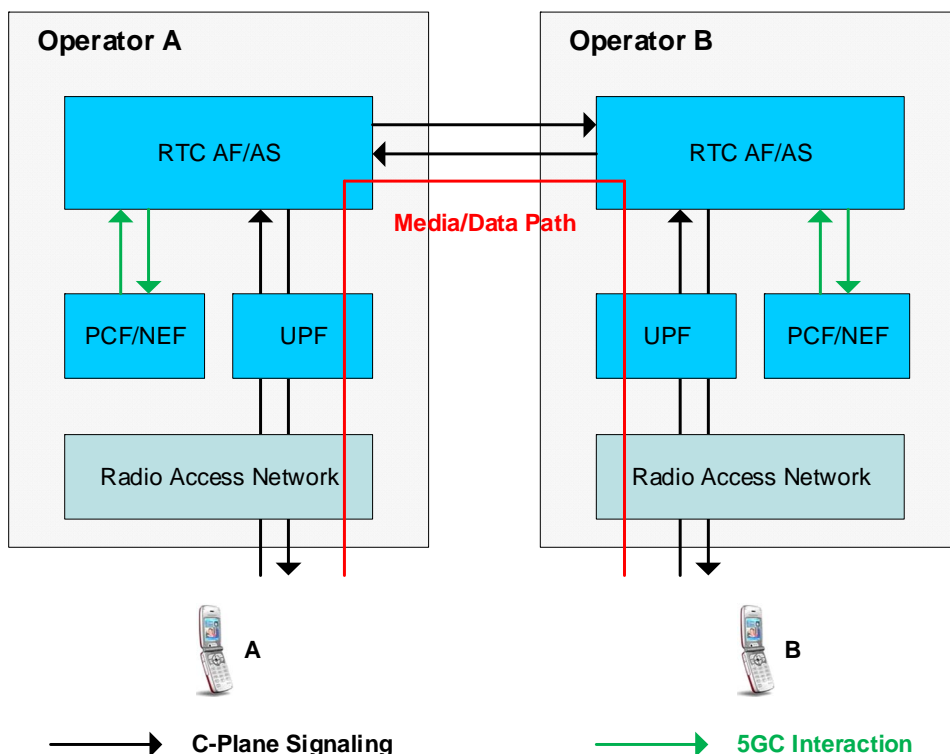 Operator A
Operator B
RTC AF/AS
RTC AF/AS
Media/Data Path
PCF/NEF
UPF
UPF
PCF/NEF
Radio Access Network
Radio Access Network
A
B
C-Plane Signaling
5GC Interaction